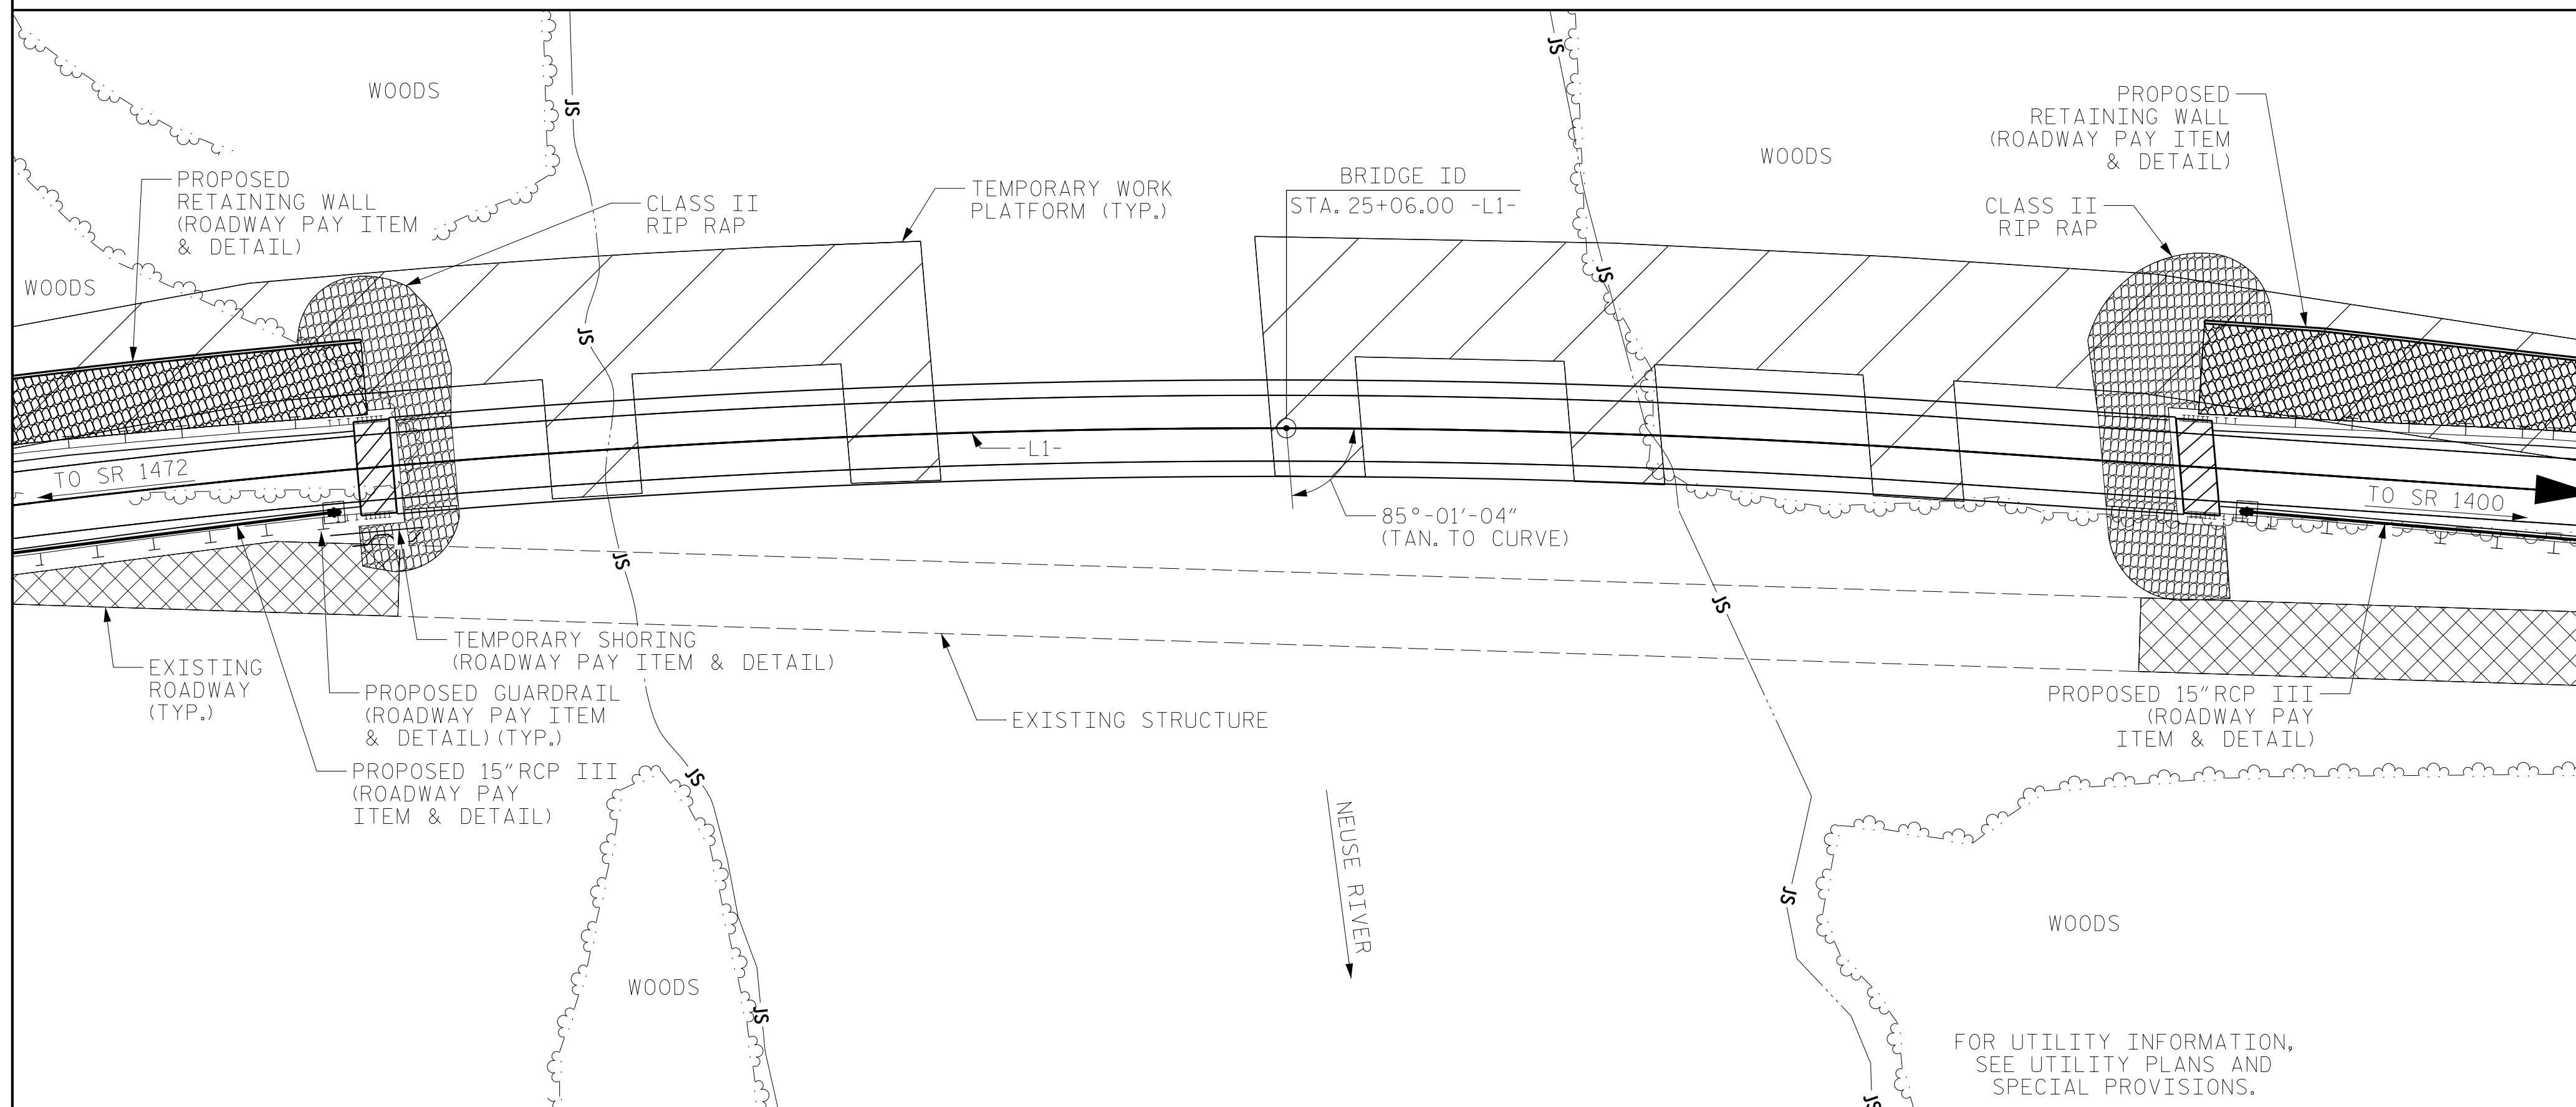 WOODS
PROPOSED
RETAINING WALL
(ROADWAY PAY ITEM
& DETAIL)
WOODS
CLASS II
RIP RAP
TEMPORARY WORK
PLATFORM (TYP.)
BRIDGE ID
STA. 25+06.00 -L1-
WOODS
PROPOSED
RETAINING WALL
(ROADWAY PAY ITEM
& DETAIL)
CLASS II
RIP RAP
JS
JS
JS
JS
JS
JS
JS
JS
JS
JS
TO SR 1472
-L1-
85°-01'-04"
(TAN. TO CURVE)
TO SR 1400
EXISTING
ROADWAY
(TYP.)
TEMPORARY SHORING
(ROADWAY PAY ITEM & DETAIL)
PROPOSED GUARDRAIL
(ROADWAY PAY ITEM
& DETAIL) (TYP.)
PROPOSED 15" RCP III
(ROADWAY PAY
ITEM & DETAIL)
EXISTING STRUCTURE
PROPOSED 15" RCP III
(ROADWAY PAY
ITEM & DETAIL)
NEUSE RIVER
WOODS
WOODS
FOR UTILITY INFORMATION,
SEE UTILITY PLANS AND
SPECIAL PROVISIONS.